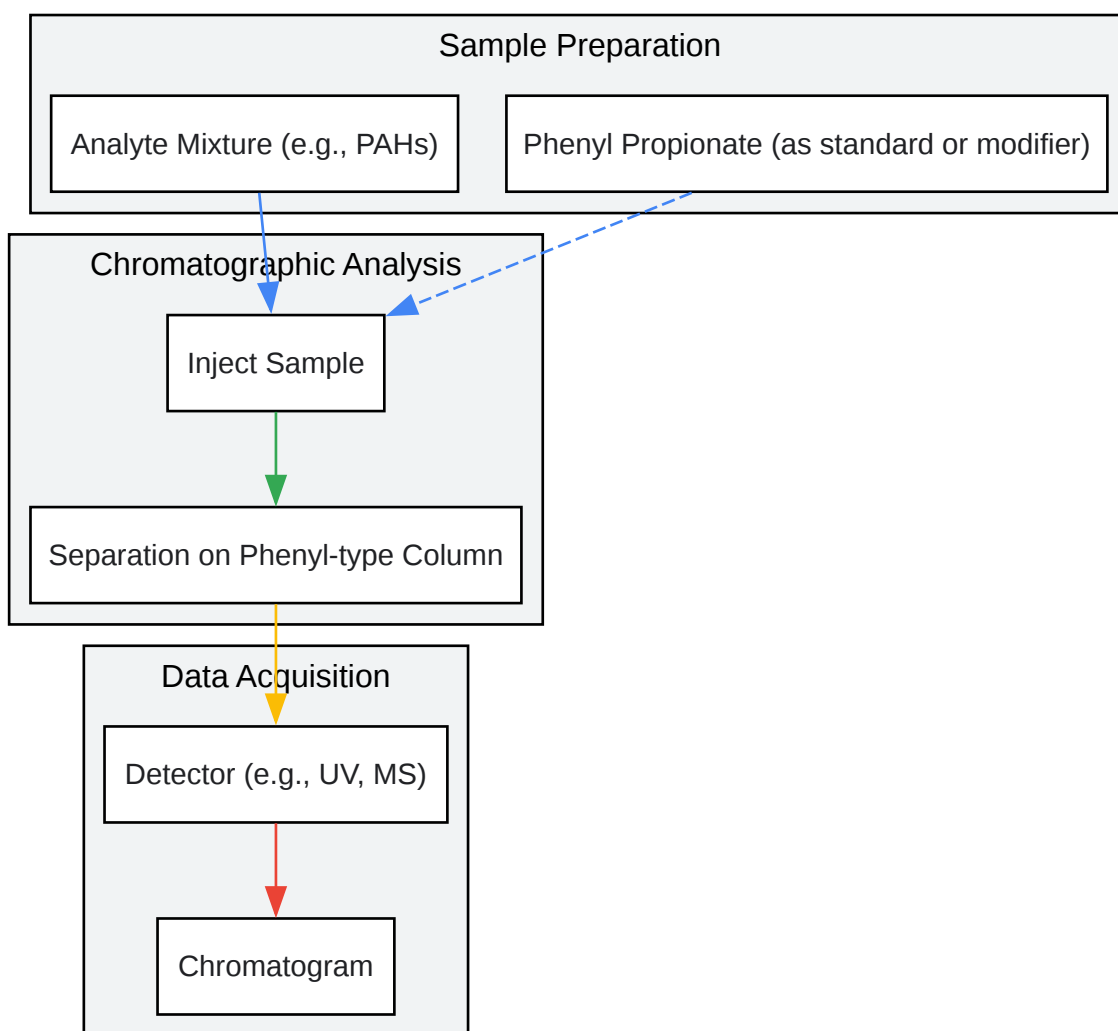 Sample Preparation
Analyte Mixture (e.g., PAHs)
Phenyl Propionate (as standard or modifier)
Chromatographic Analysis
Inject Sample
Separation on Phenyl-type Column
Data Acquisition
Detector (e.g., UV, MS)
Chromatogram